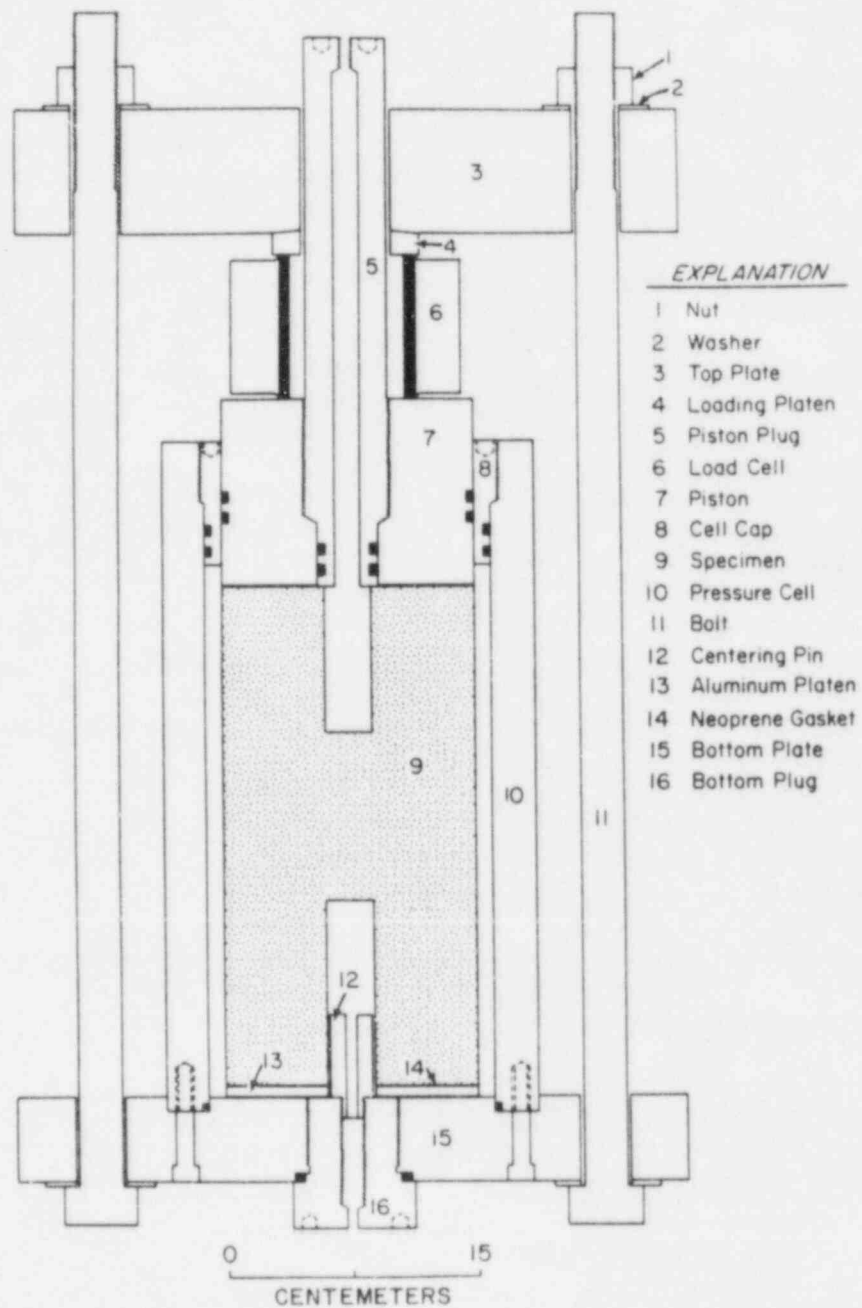 1
2
3
4
5
6
7
8
9
10
11
12
13
14
15
16
EXPLANATION
1 Nut
2 Washer
3 Top Plate
4 Loading Platen
5 Piston Plug
6 Load Cell
7 Piston
8 Cell Cap
9 Specimen
10 Pressure Cell
11 Bolt
12 Centering Pin
13 Aluminum Platen
14 Neoprene Gasket
15 Bottom Plate
16 Bottom Plug
0 15
CENTEMETERS